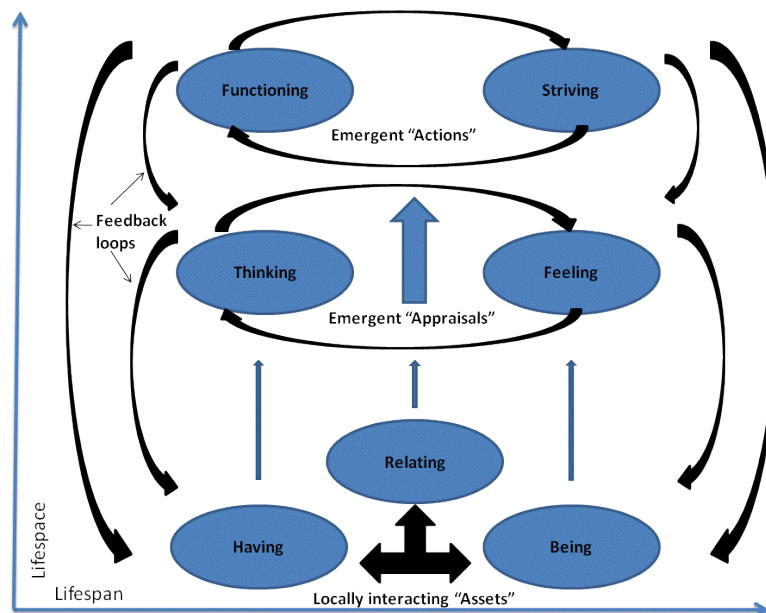 Functioning
Striving
Emergent “Actions”
Feedback
loops
Thinking
Feeling
Emergent “Appraisals”
Relating
Having
Being
Locally interacting “Assets”
Lifespace
Lifespan